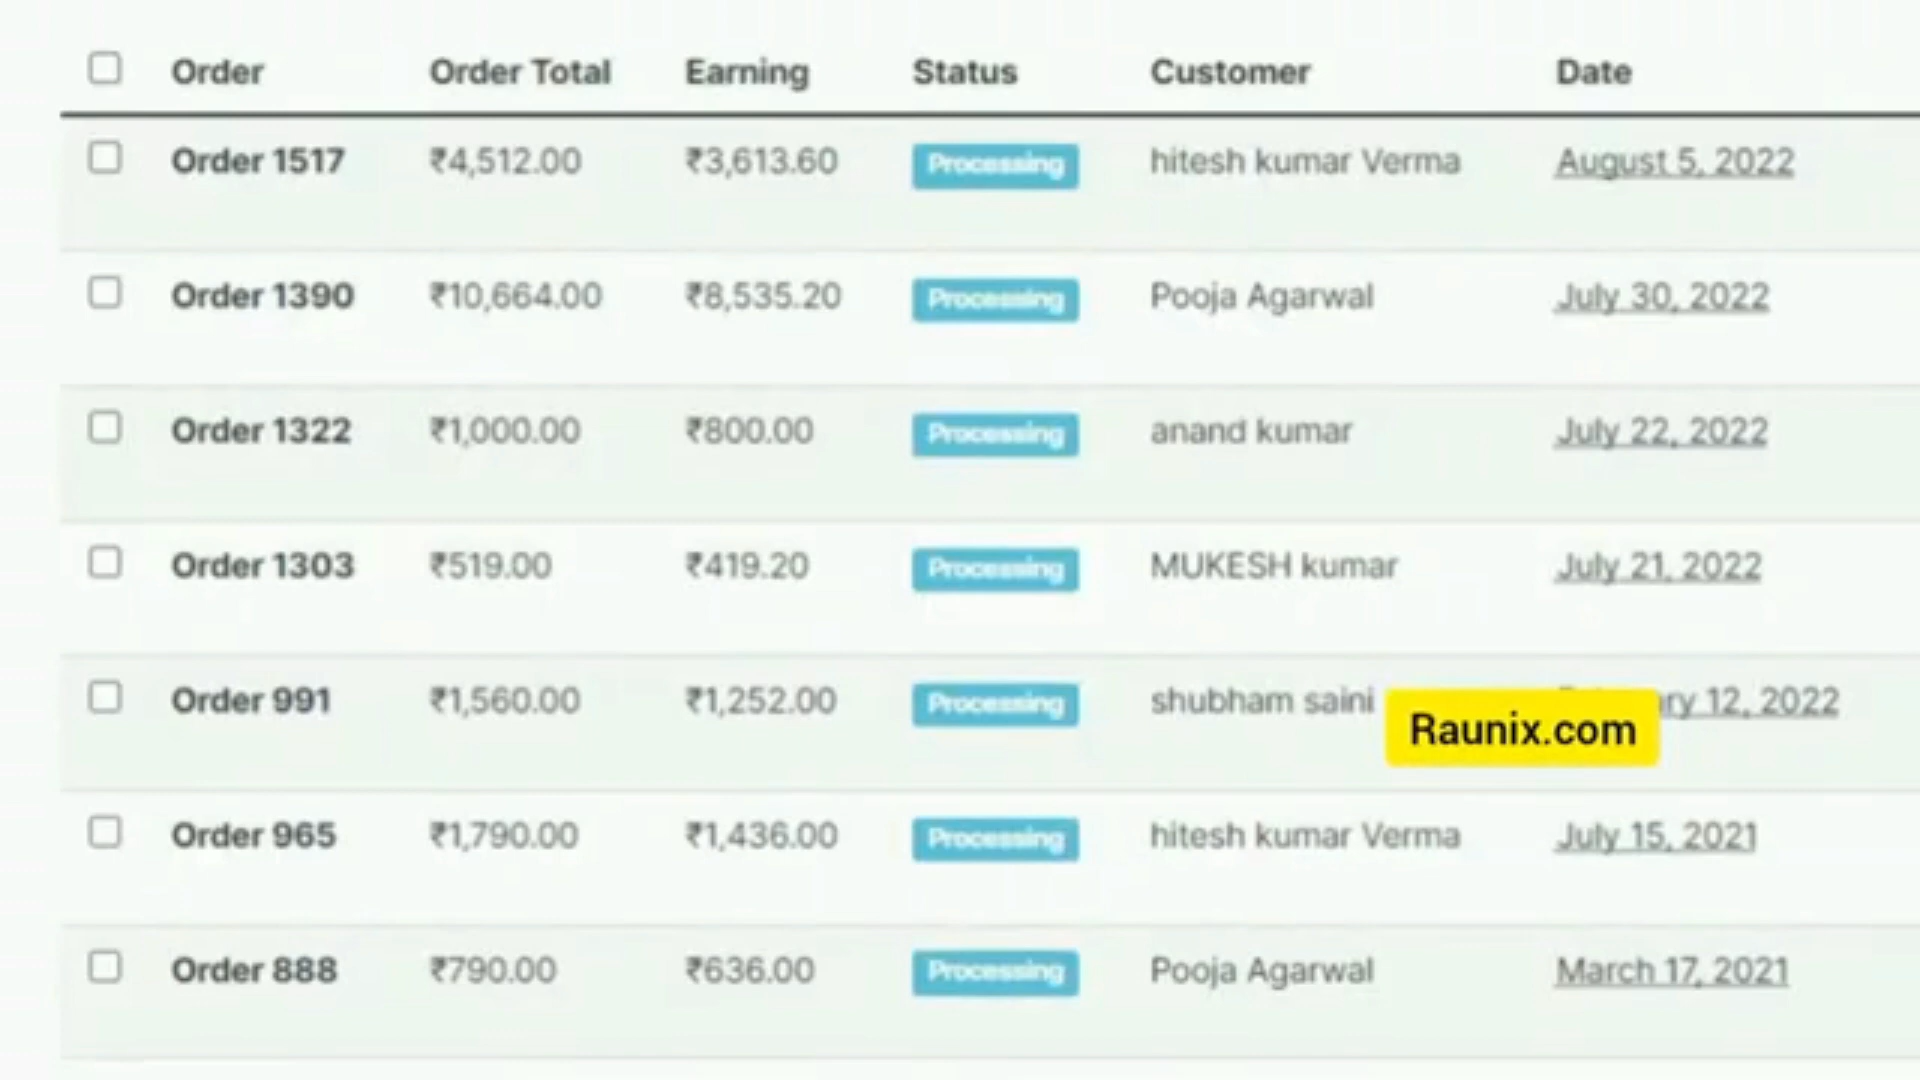 Order Order Total Earning Status Customer Date
Order 1517 ₹4,512.00 ₹3,613.60 Processing hitesh kumar Verma August 5, 2022
Order 1390 ₹10,664.00 ₹8,535.20 Processing Pooja Agarwal July 30, 2022
Order 1322 ₹1,000.00 ₹800.00 Processing anand kumar July 22, 2022
Order 1303 ₹519.00 ₹419.20 Processing MUKESH kumar July 21, 2022
Order 991 ₹1,560.00 ₹1,252.00 Processing shubham saini 12, 2022
Raunix.com
Order 965 ₹1,790.00 ₹1,436.00 Processing hitesh kumar Verma July 15, 2021
Order 888 ₹790.00 ₹636.00 Processing Pooja Agarwal March 17, 2021